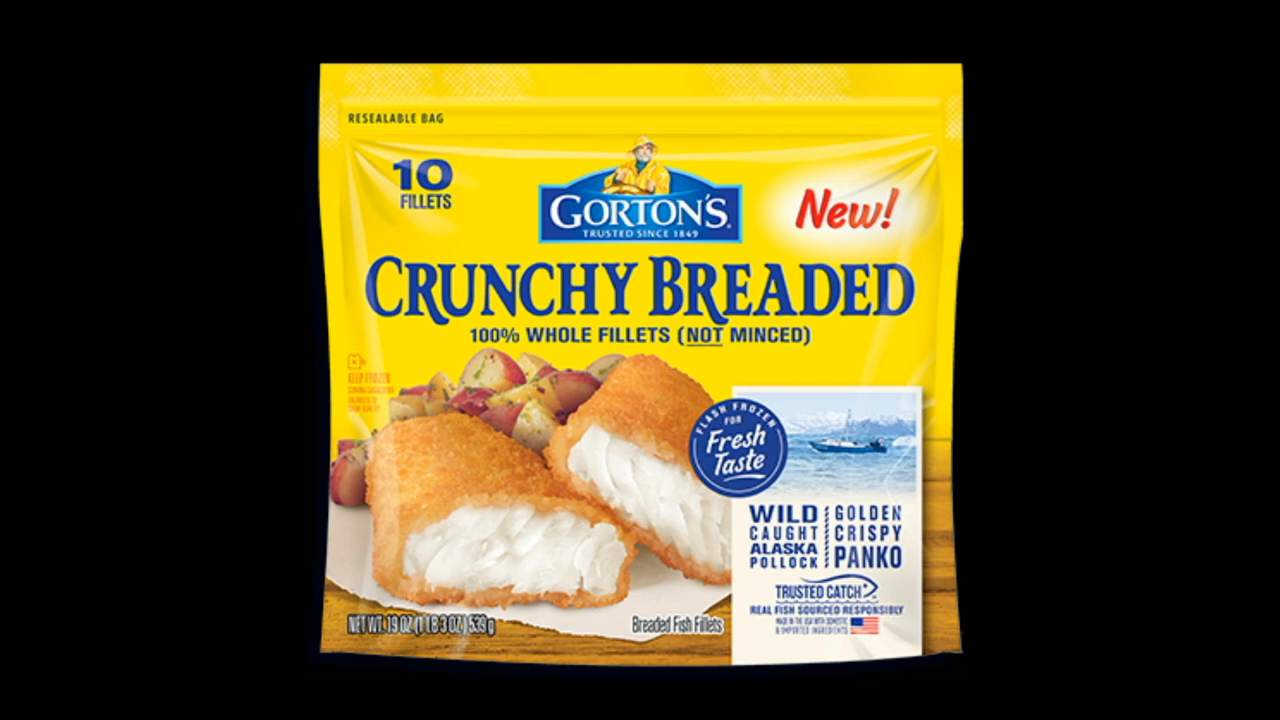 RESEALABLE BAG
10
FILLETS
GORTON'S®
TRUSTED SINCE 1849
New!
CRUNCHY BREADED
100% WHOLE FILLETS (NOT MINCED)
KEEP FROZEN
FLASH FROZEN
FOR
Fresh
Taste
WILD
CAUGHT
ALASKA
POLLOCK
GOLDEN
CRISPY
PANKO
TRUSTED CATCH
REAL FISH SOURCED RESPONSIBLY
MADE IN THE USA WITH DOMESTIC
& IMPORTED INGREDIENTS
NET WT. 19 OZ (1 LB 3 OZ) 539 g
Breaded Fish Fillets